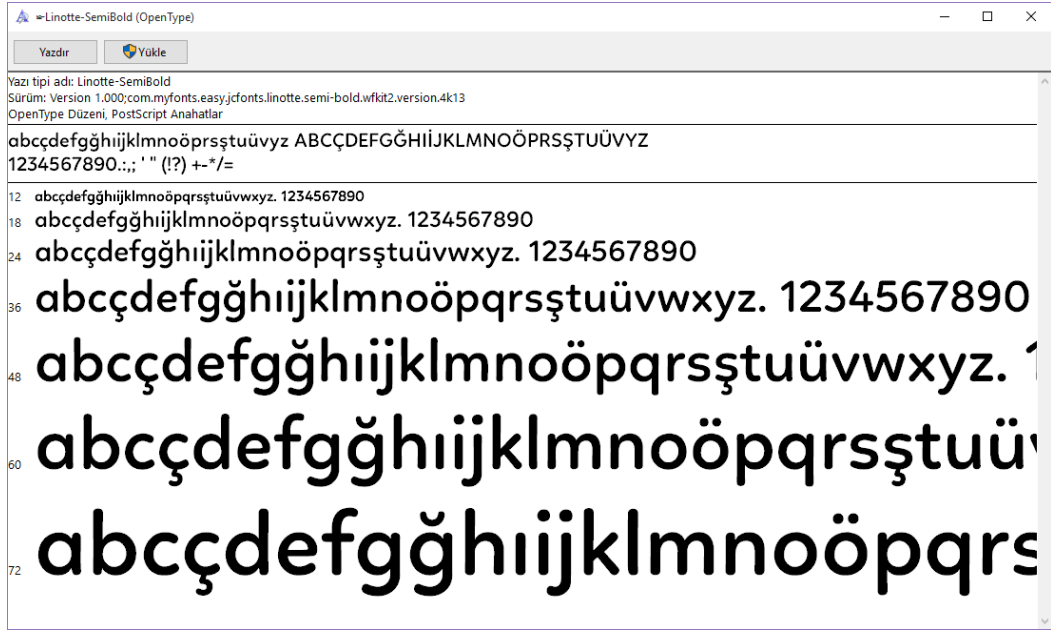 Linotte-SemiBold (OpenType)
Yazdır Yükle
Yazı tipi adı: Linotte-SemiBold
Sürüm: Version 1.000;com.myfonts.easy.jcfonts.linotte.semi-bold.wfkit2.version.4k13
OpenType Düzeni, PostScript Anahatlar
abcçdefgğhıijklmnoöprsştuüvyz ABCÇDEFGĞHIİJKLMNOÖPRSŞTUÜVYZ
1234567890.:,; ' " (!?) +-*/=
12 abcçdefgğhıijklmnoöpqrsştuüvwxyz. 1234567890
18 abcçdefgğhıijklmnoöpqrsştuüvwxyz. 1234567890
24 abcçdefgğhıijklmnoöpqrsştuüvwxyz. 1234567890
36 abcçdefgğhıijklmnoöpqrsştuüvwxyz. 1234567890
48 abcçdefgğhıijklmnoöpqrsştuüvwxyz. 1
60 abcçdefgğhıijklmnoöpqrsştuüv
72 abcçdefgğhıijklmnoöpqrs